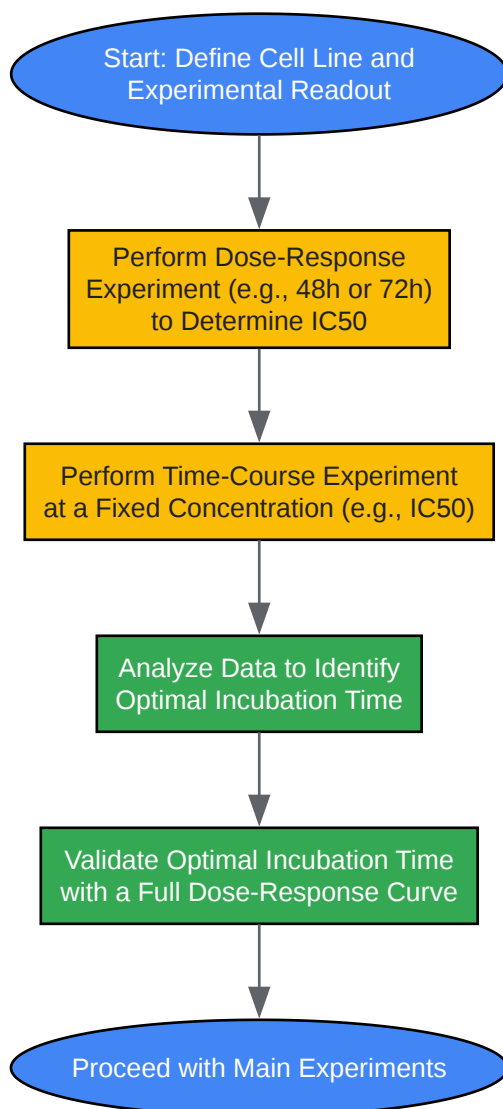 Start: Define Cell Line and
Experimental Readout
Perform Dose-Response
Experiment (e.g., 48h or 72h)
to Determine IC50
Perform Time-Course Experiment
at a Fixed Concentration (e.g., IC50)
Analyze Data to Identify
Optimal Incubation Time
Validate Optimal Incubation Time
with a Full Dose-Response Curve
Proceed with Main Experiments